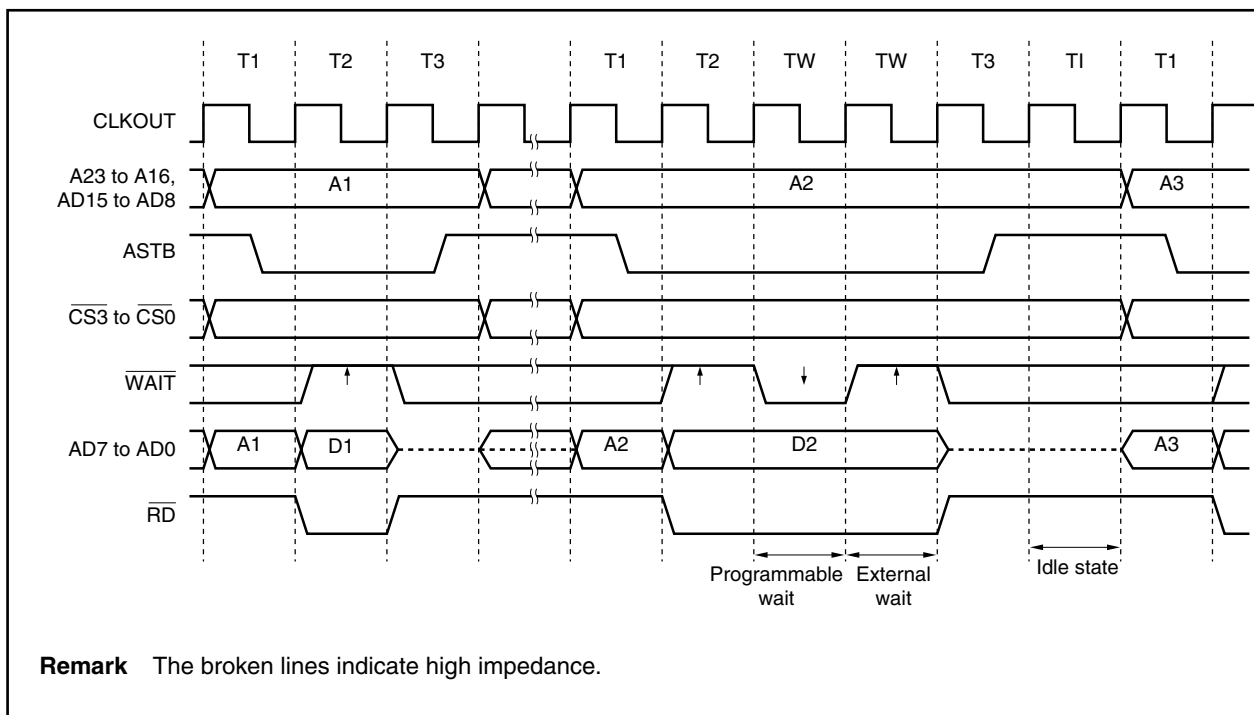 T1 T2 T3 T1 T2 TW TW T3 TI T1
CLKOUT
A23 to A16,
AD15 to AD8
A1 A2 A3
ASTB
CS3 to CS0
WAIT
AD7 to AD0
A1 D1 A2 D2 A3
RD
Programmable
wait
External
wait
Idle state
Remark The broken lines indicate high impedance.